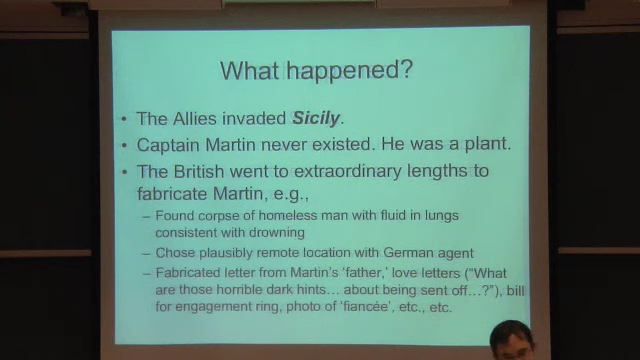 What happened?
• The Allies invaded Sicily.
• Captain Martin never existed. He was a plant.
• The British went to extraordinary lengths to
fabricate Martin, e.g.,
– Found corpse of homeless man with fluid in lungs
consistent with drowning
– Chose plausibly remote location with German agent
– Fabricated letter from Martin's 'father,' love letters ("What
are those horrible dark hints… about being sent off…?"), bill
for engagement ring, photo of 'fiancée', etc., etc.